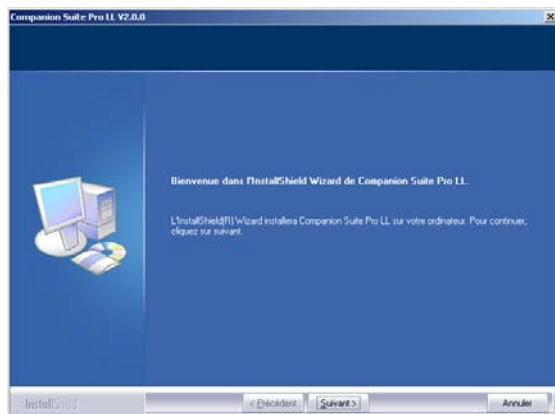 Companion Suite Pro LL V2.0.0
Bienvenue dans l'InstallShield Wizard de Companion Suite Pro LL.
L'InstallShield(R) Wizard installera Companion Suite Pro LL sur votre ordinateur. Pour continuer,
cliquez sur suivant.
InstallShield
< Précédent
Suivant >
Annuler